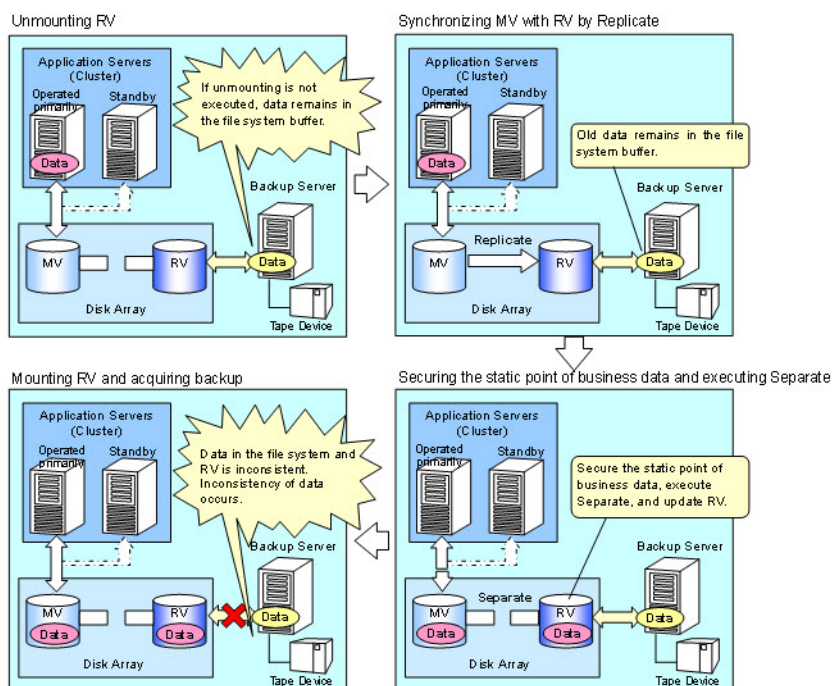 Unmounting RV
Application Servers
(Cluster)
Operated
primarily
Standby
If unmounting is not
executed, data remains in
the file system buffer.
Data
Backup Server
MV
RV
Data
Disk Array
Tape Device
Synchronizing MV with RV by Replicate
Application Servers
(Cluster)
Operated
primarily
Standby
Old data remains in the file
system buffer.
Data
Backup Server
Replicate
MV
RV
Data
Disk Array
Tape Device
Mounting RV and acquiring backup
Application Servers
(Cluster)
Operated
primarily
Standby
Data in the file system and
RV is inconsistent.
Inconsistency of data
occurs.
Backup Server
MV
Data
RV
Data
Data
Disk Array
Tape Device
Securing the static point of business data and executing Separate
Application Servers
(Cluster)
Operated
primarily
Standby
Secure the static point of
business data, execute
Separate, and update RV.
Backup Server
Separate
MV
Data
RV
Data
Data
Disk Array
Tape Device